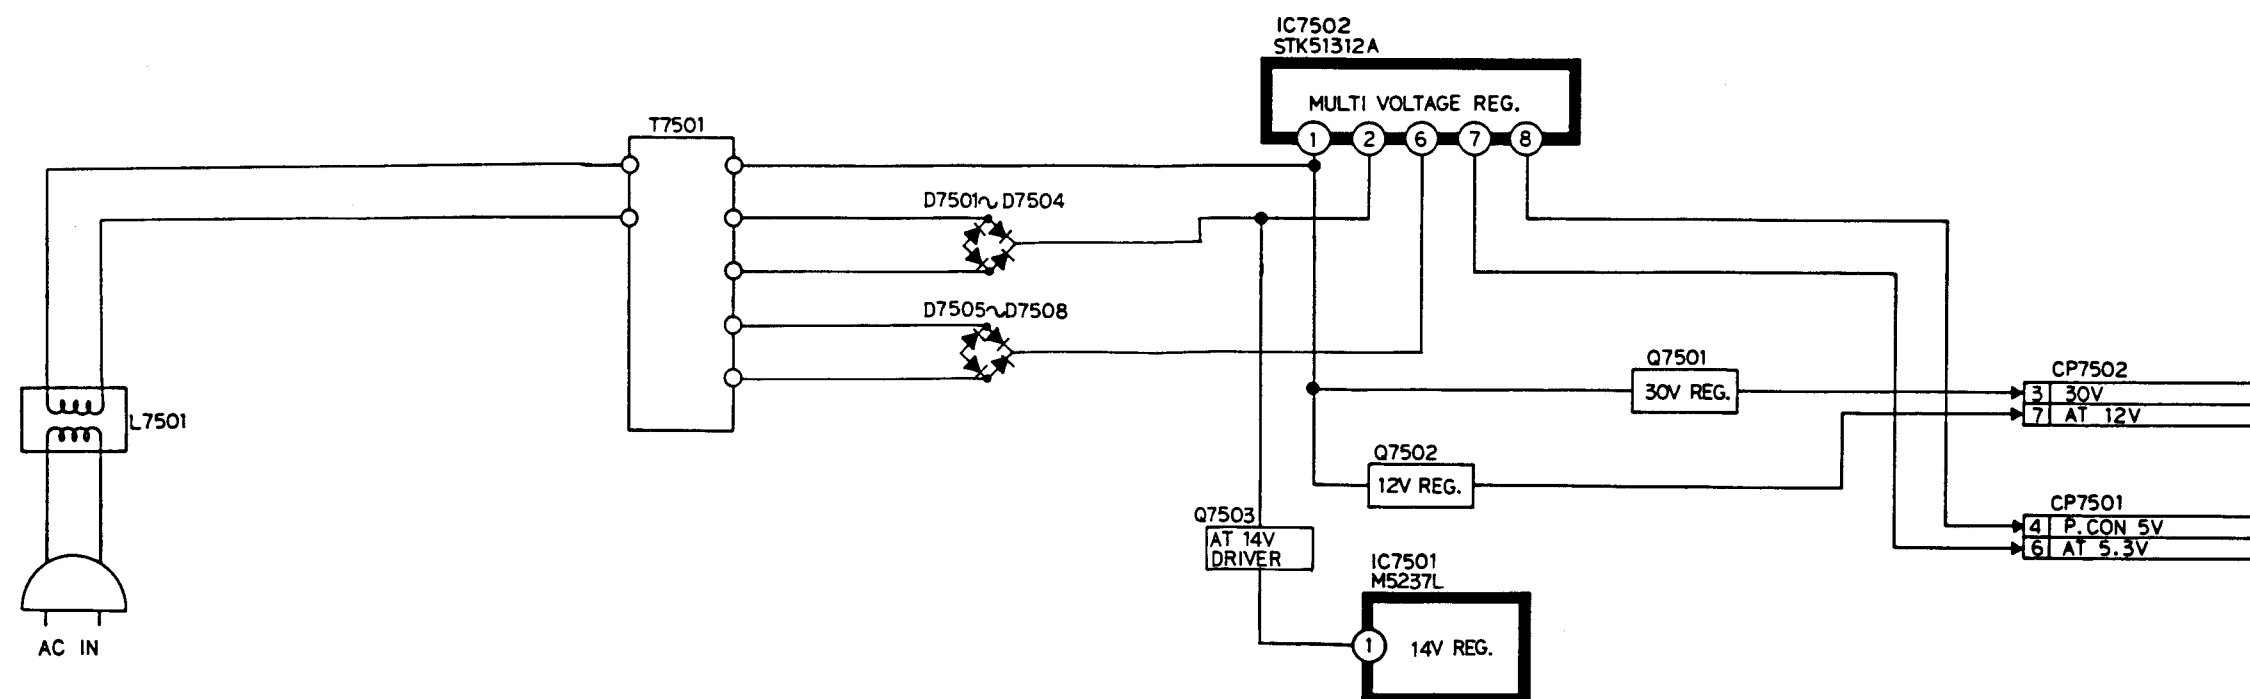 IC7502
STK51312A
MULTI VOLTAGE REG.
1 2 6 7 8
T7501
D7501~D7504
D7505~D7508
L7501
AC IN
Q7501
30V REG.
CP7502
3 30V
7 AT 12V
Q7502
12V REG.
CP7501
4 P.CON 5V
6 AT 5.3V
Q7503
AT 14V
DRIVER
IC7501
M5237L
1 14V REG.